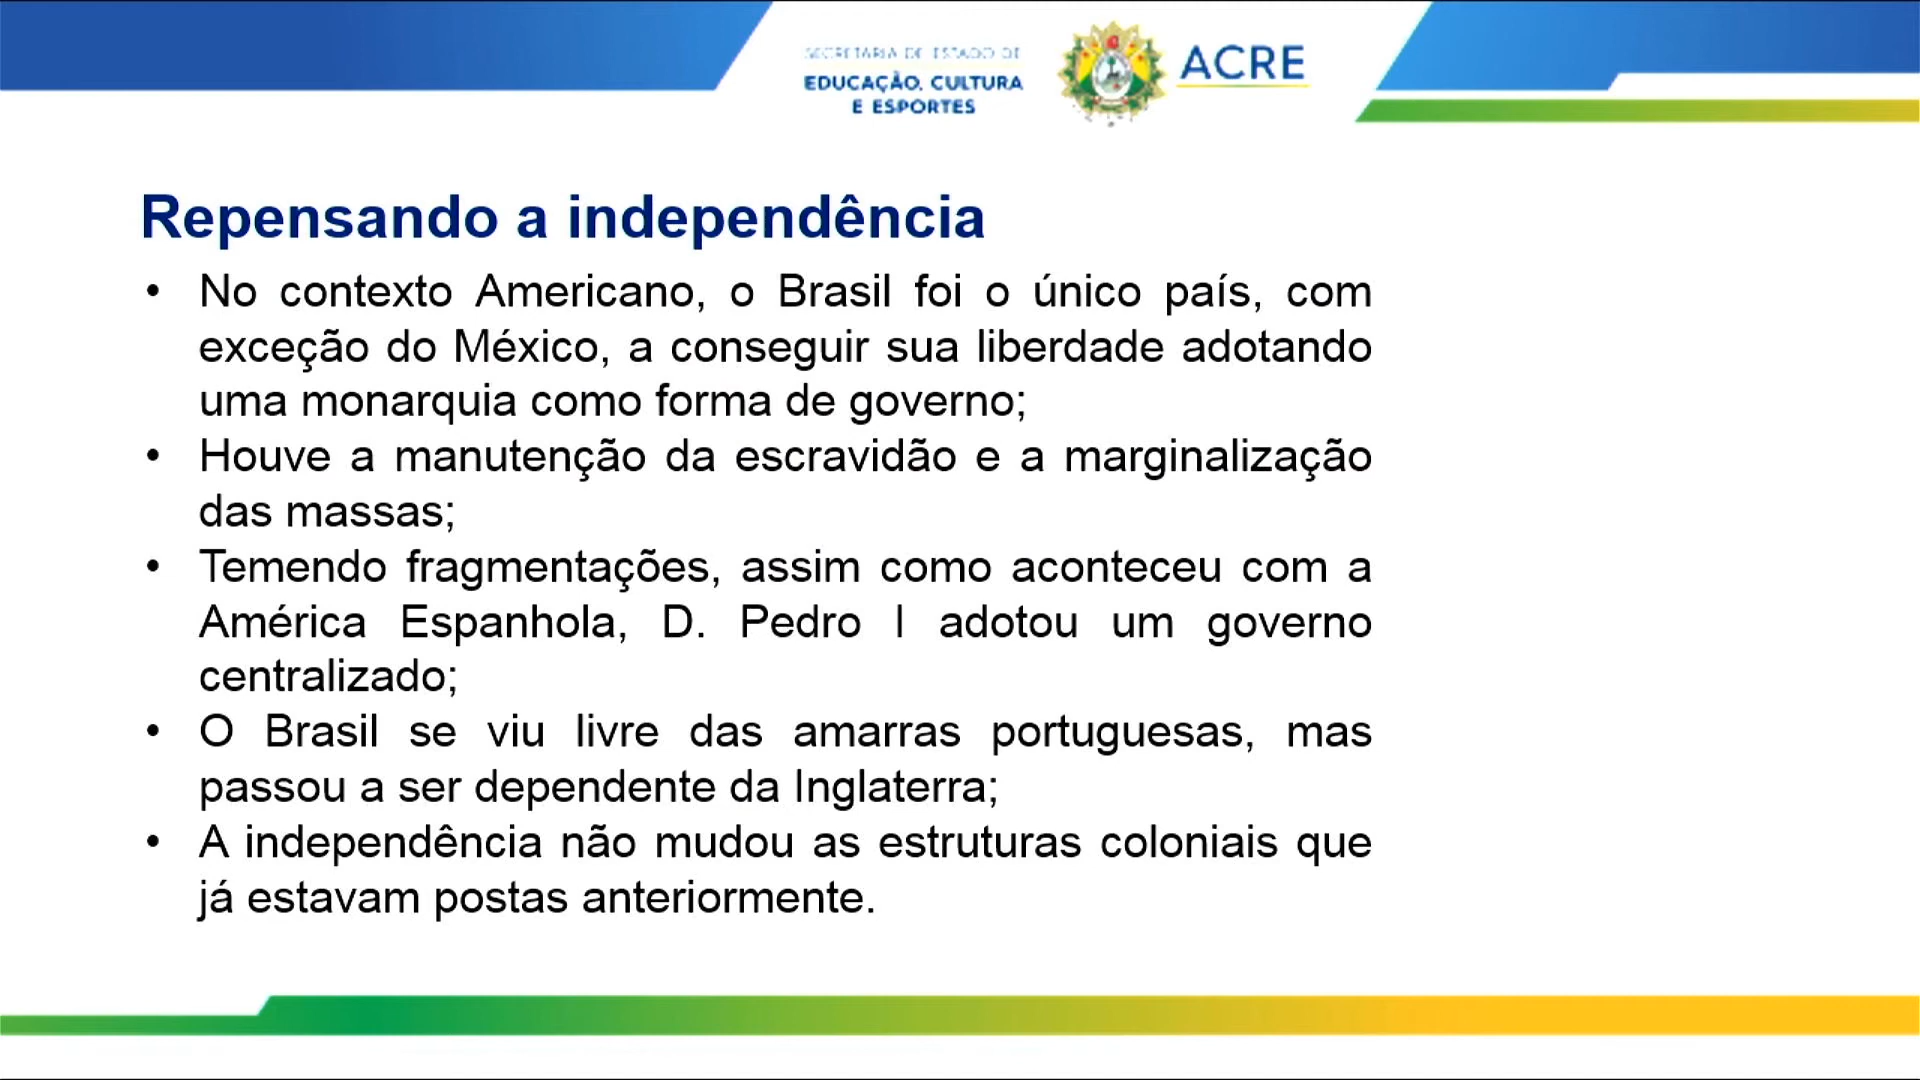 SECRETARIA DE ESTADO DE
EDUCAÇÃO, CULTURA
E ESPORTES
ACRE
Repensando a independência
• No contexto Americano, o Brasil foi o único país, com
exceção do México, a conseguir sua liberdade adotando
uma monarquia como forma de governo;
• Houve a manutenção da escravidão e a marginalização
das massas;
• Temendo fragmentações, assim como aconteceu com a
América Espanhola, D. Pedro I adotou um governo
centralizado;
• O Brasil se viu livre das amarras portuguesas, mas
passou a ser dependente da Inglaterra;
• A independência não mudou as estruturas coloniais que
já estavam postas anteriormente.